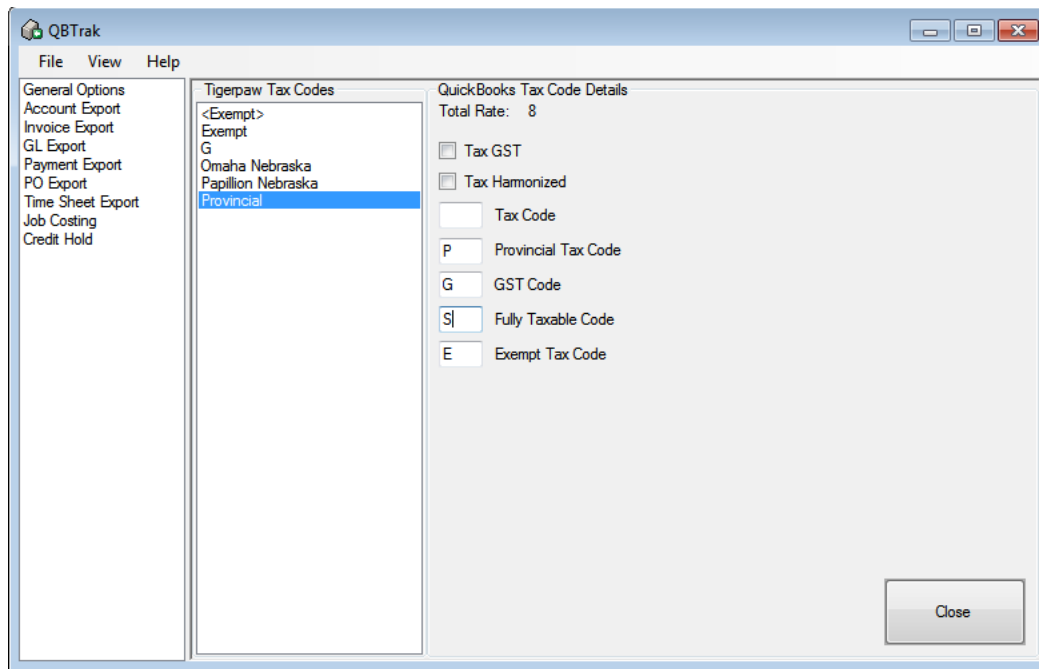 QBTrak
File View Help
General Options
Account Export
Invoice Export
GL Export
Payment Export
PO Export
Time Sheet Export
Job Costing
Credit Hold
Tigerpaw Tax Codes
<Exempt>
Exempt
G
Omaha Nebraska
Papillion Nebraska
Provincial
QuickBooks Tax Code Details
Total Rate: 8
Tax GST
Tax Harmonized
Tax Code
P Provincial Tax Code
G GST Code
S Fully Taxable Code
E Exempt Tax Code
Close